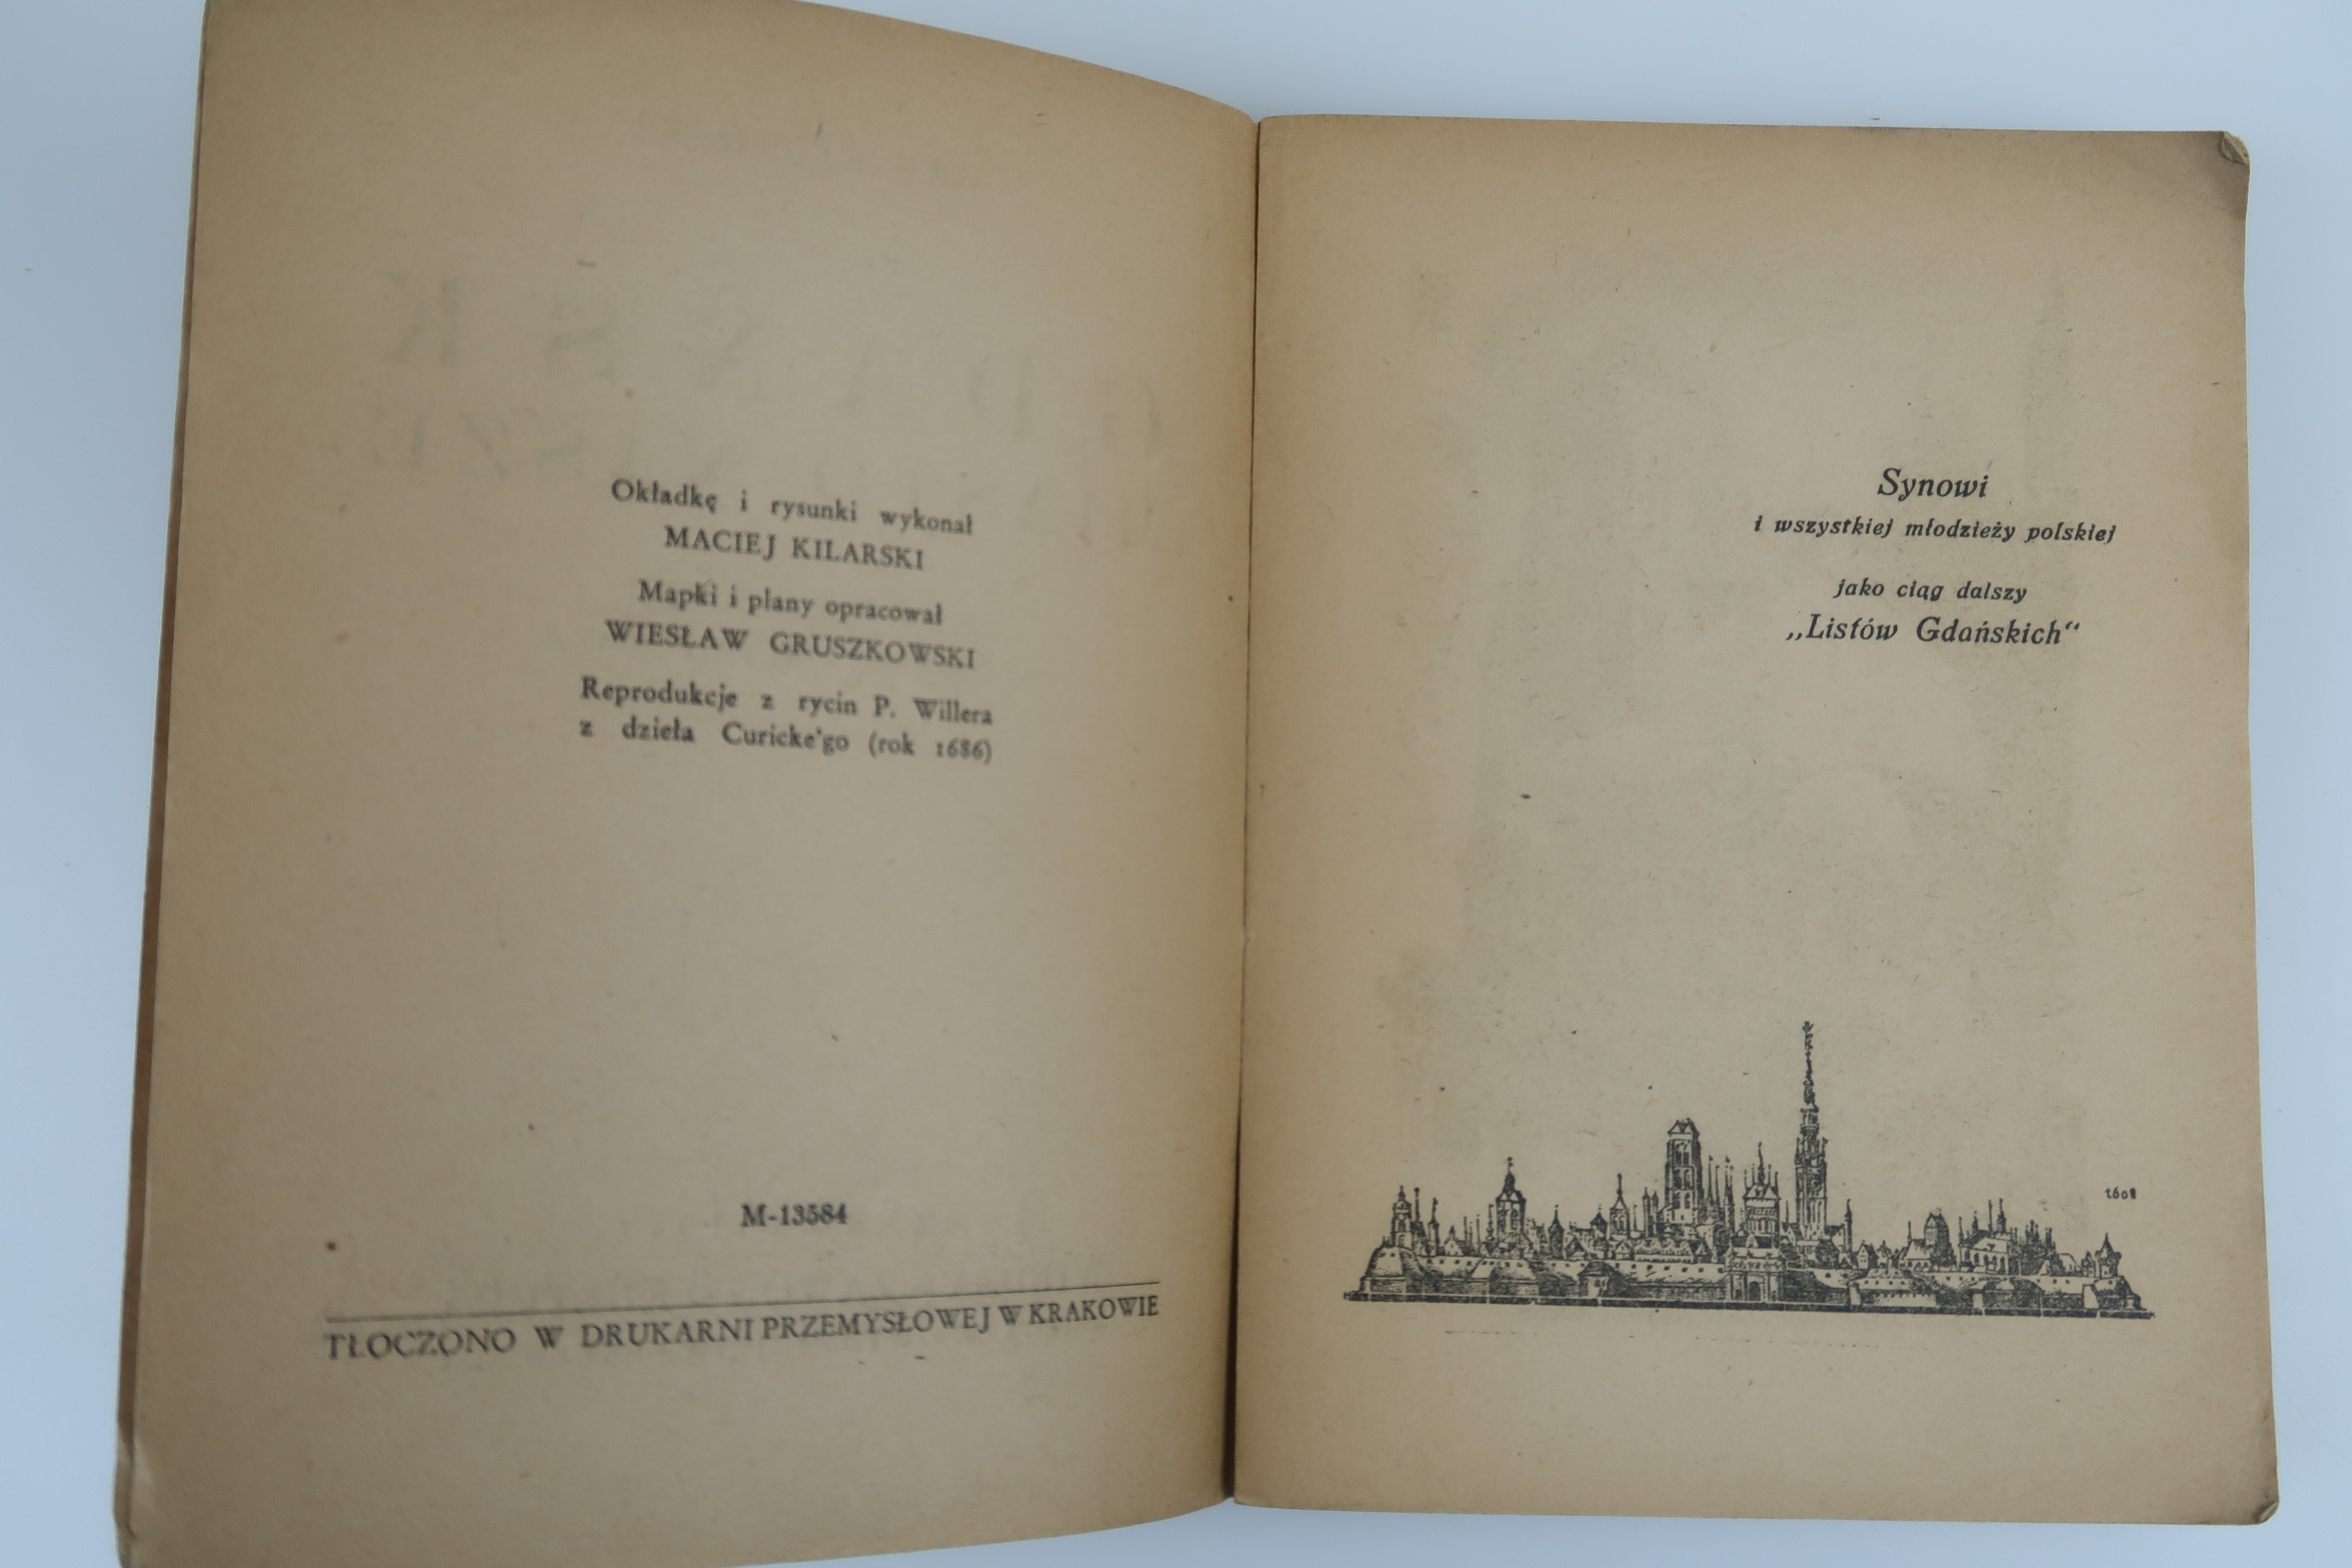 Okładkę i rysunki wykonał
MACIEJ KILARSKI
Mapki i plany opracował
WIESŁAW GRUSZKOWSKI
Reprodukcje z rycin P. Willera
z dzieła Curicke'go (rok 1686)
M-13584
TŁOCZONO W DRUKARNI PRZEMYSŁOWEJ W KRAKOWIE
Synowi
i wszystkiej młodzieży polskiej
jako ciąg dalszy
„Listów Gdańskich“